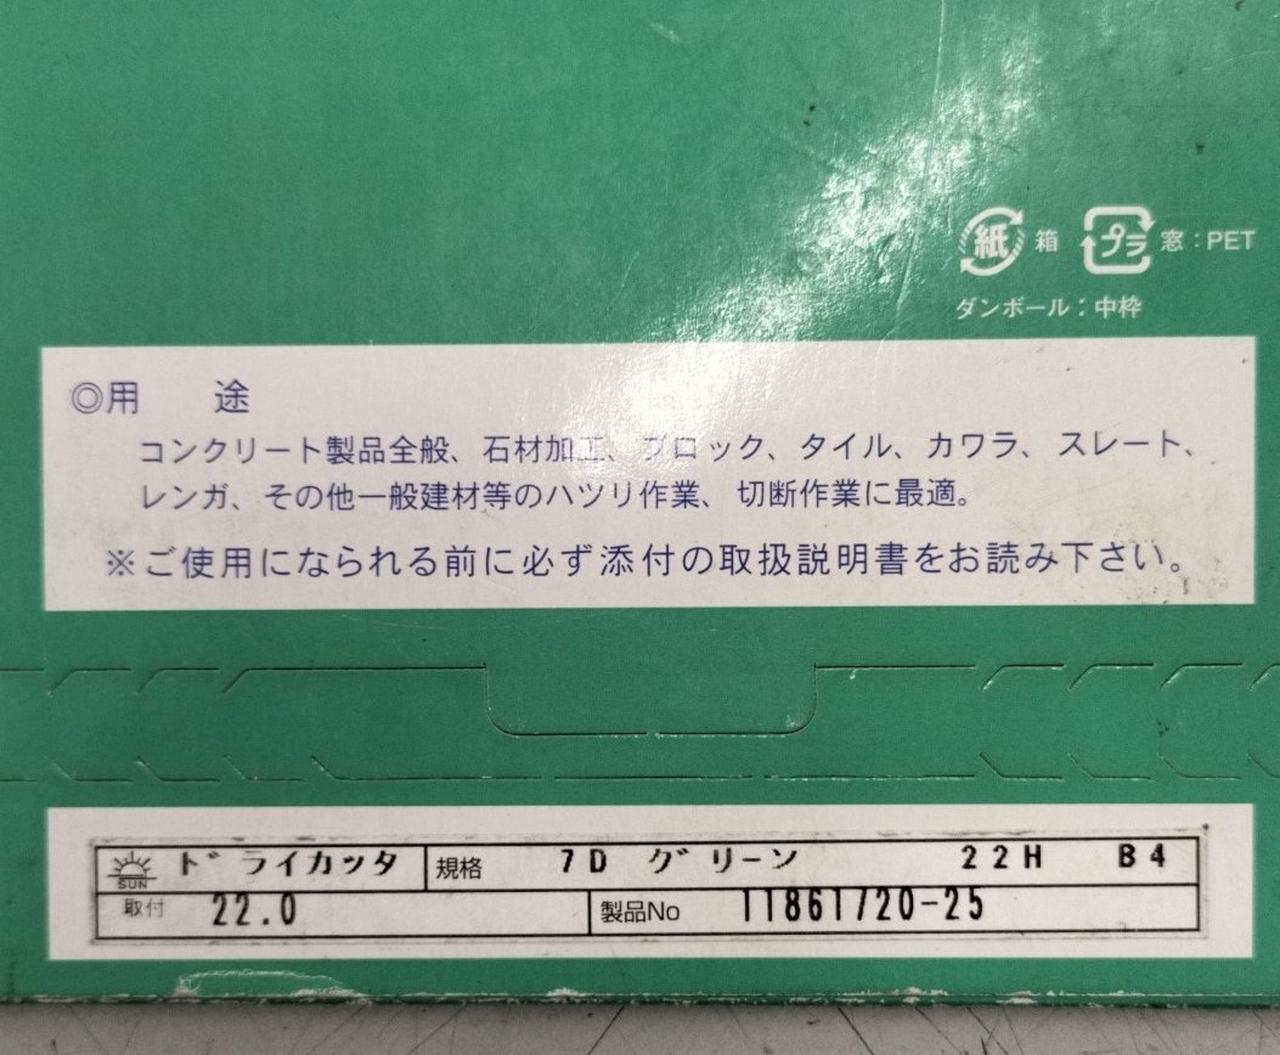 紙 箱 プラ 窓：PET
ダンボール：中枠
◎用　途
コンクリート製品全般、石材加工、ブロック、タイル、カワラ、スレート、
レンガ、その他一般建材等のハツリ作業、切断作業に最適。
※ご使用になられる前に必ず添付の取扱説明書をお読み下さい。
SUN ドライカッタ 規格 7D グリーン 22H B4
取付 22.0 製品No 11861720-25